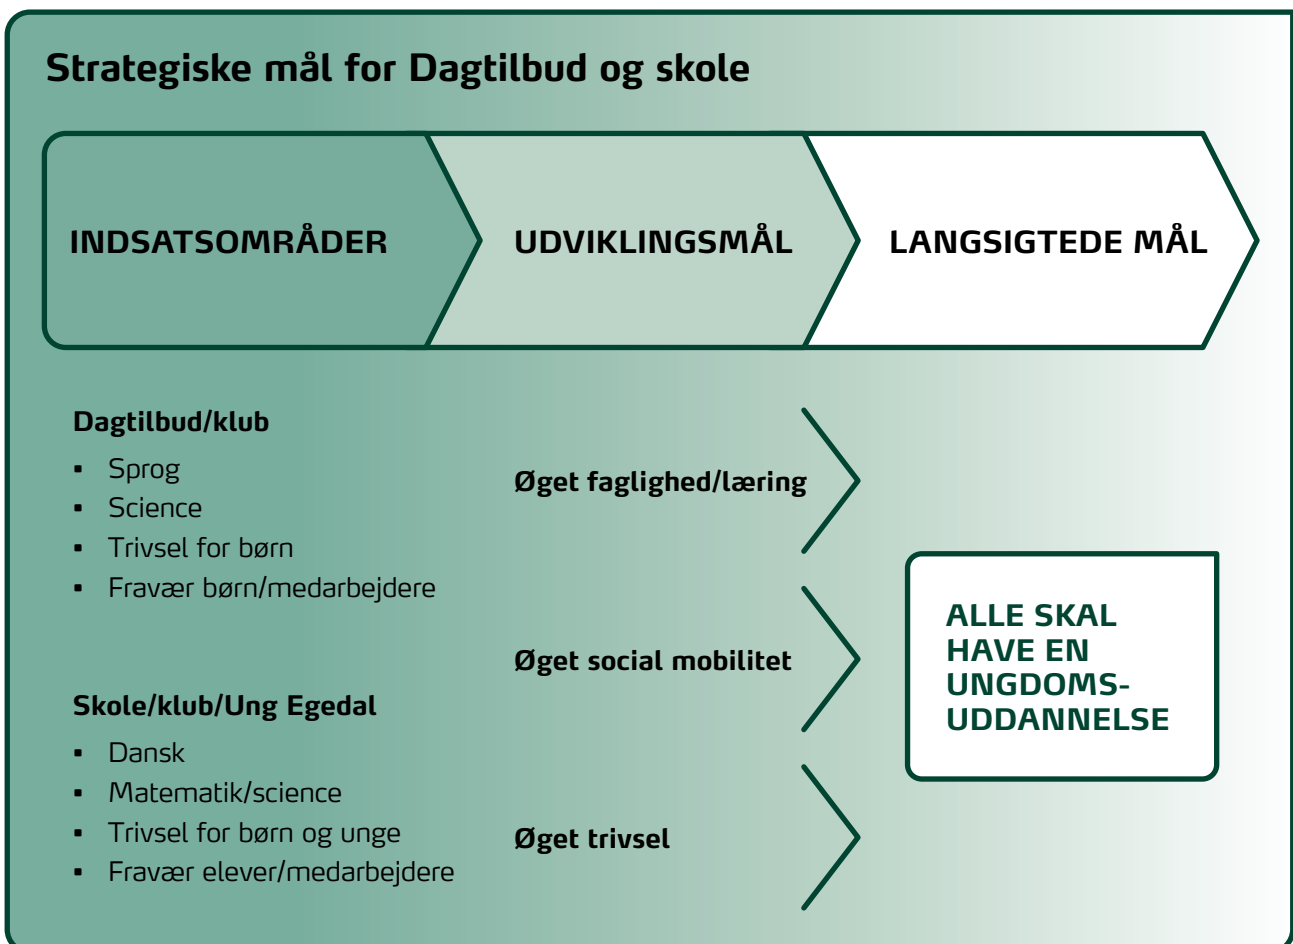 Strategiske mål for Dagtilbud og skole
INDSATSOMRÅDER
UDVIKLINGSMÅL
LANGSIGTEDE MÅL
Dagtilbud/klub
▪ Sprog
▪ Science
▪ Trivsel for børn
▪ Fravær børn/medarbejdere
Skole/klub/Ung Egedal
▪ Dansk
▪ Matematik/science
▪ Trivsel for børn og unge
▪ Fravær elever/medarbejdere
Øget faglighed/læring
Øget social mobilitet
Øget trivsel
ALLE SKAL
HAVE EN
UNGDOMS-
UDDANNELSE